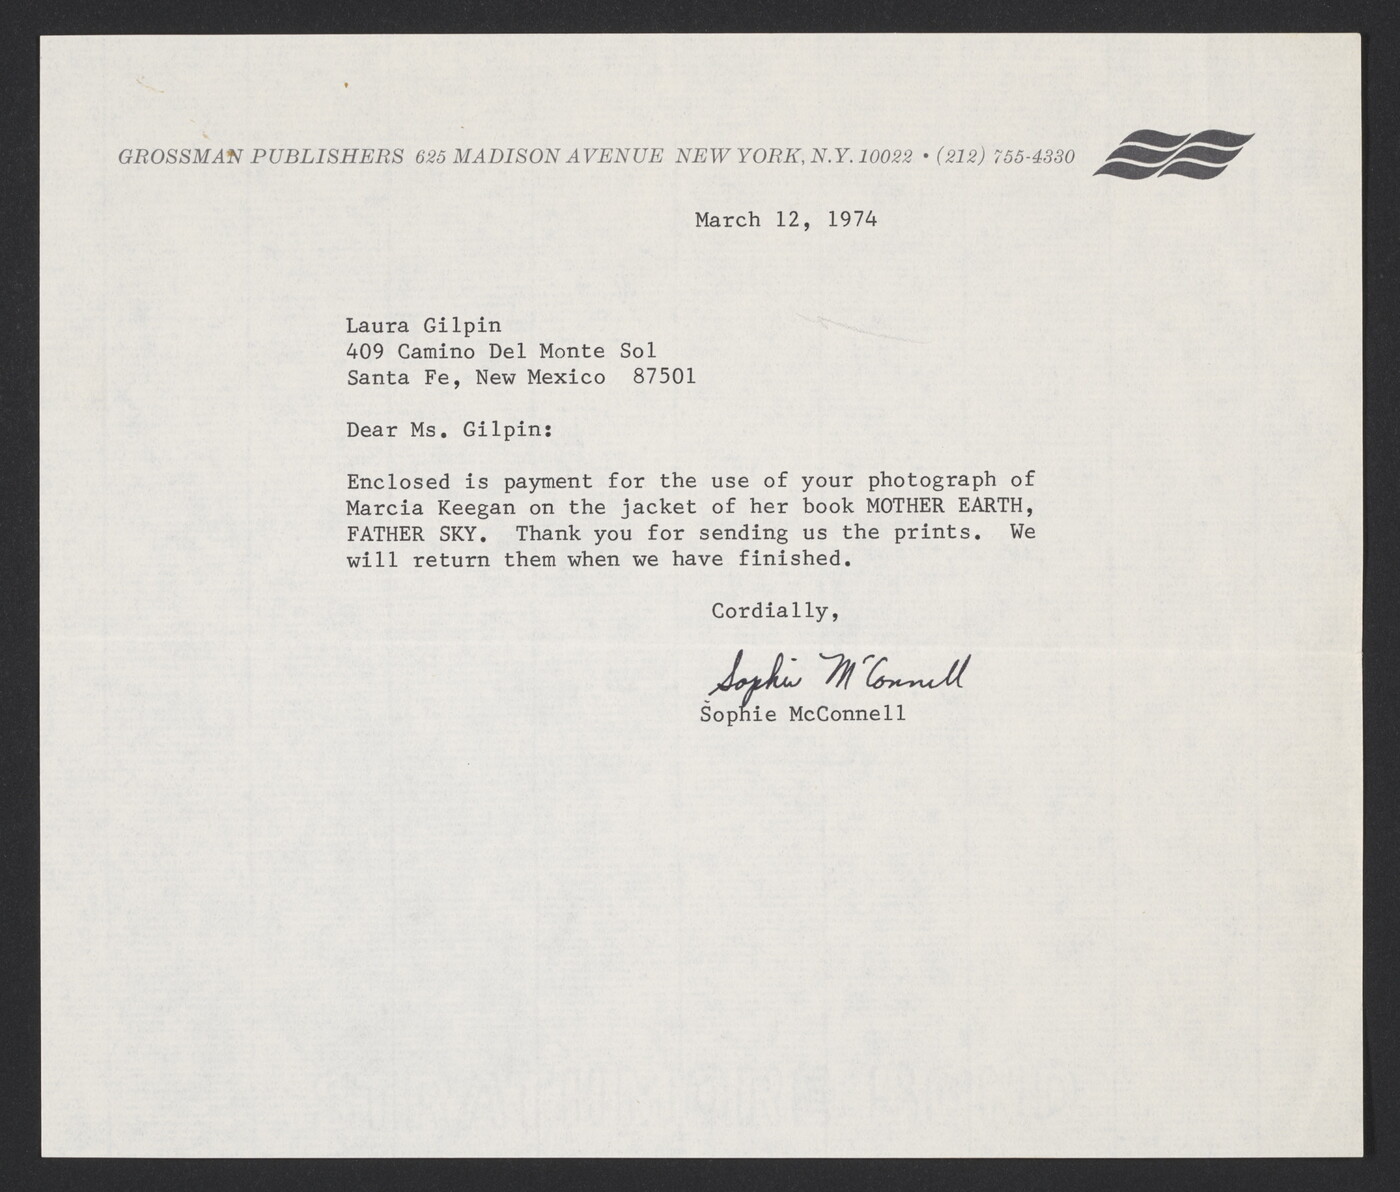 GROSSMAN PUBLISHERS 625 MADISON AVENUE NEW YORK, N.Y. 10022 • (212) 755-4330
March 12, 1974
Laura Gilpin
409 Camino Del Monte Sol
Santa Fe, New Mexico 87501
Dear Ms. Gilpin:
Enclosed is payment for the use of your photograph of
Marcia Keegan on the jacket of her book MOTHER EARTH,
FATHER SKY. Thank you for sending us the prints. We
will return them when we have finished.
Cordially,
Sophie McConnell
Sophie McConnell